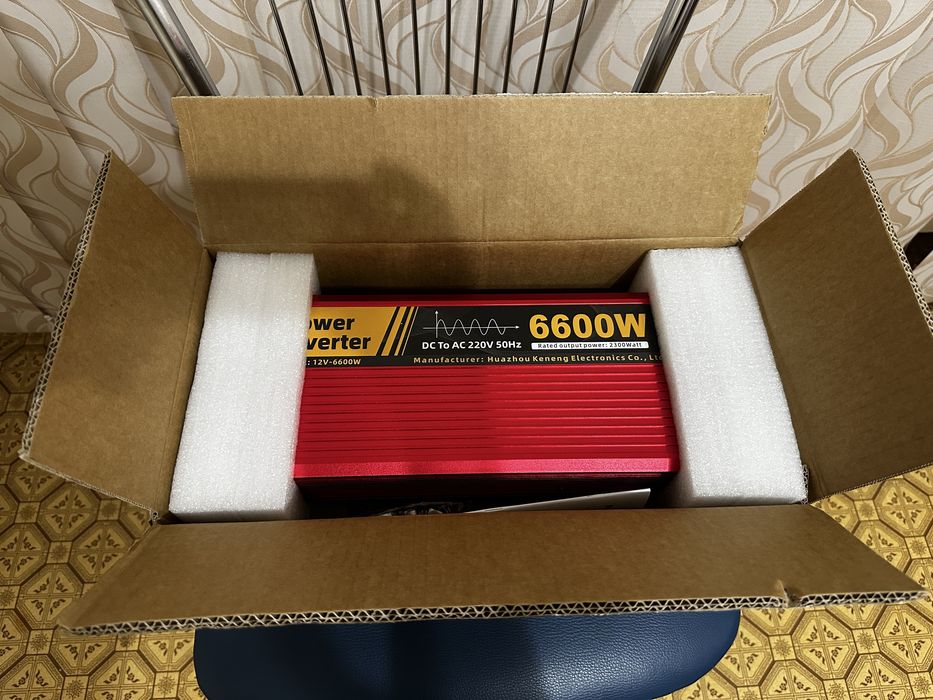 ower
verter
DC To AC 220V 50Hz
6600W
Rated output power: 2300Watt
: 12V-6600W
Manufacturer: Huazhou Keneng Electronics Co., Lt